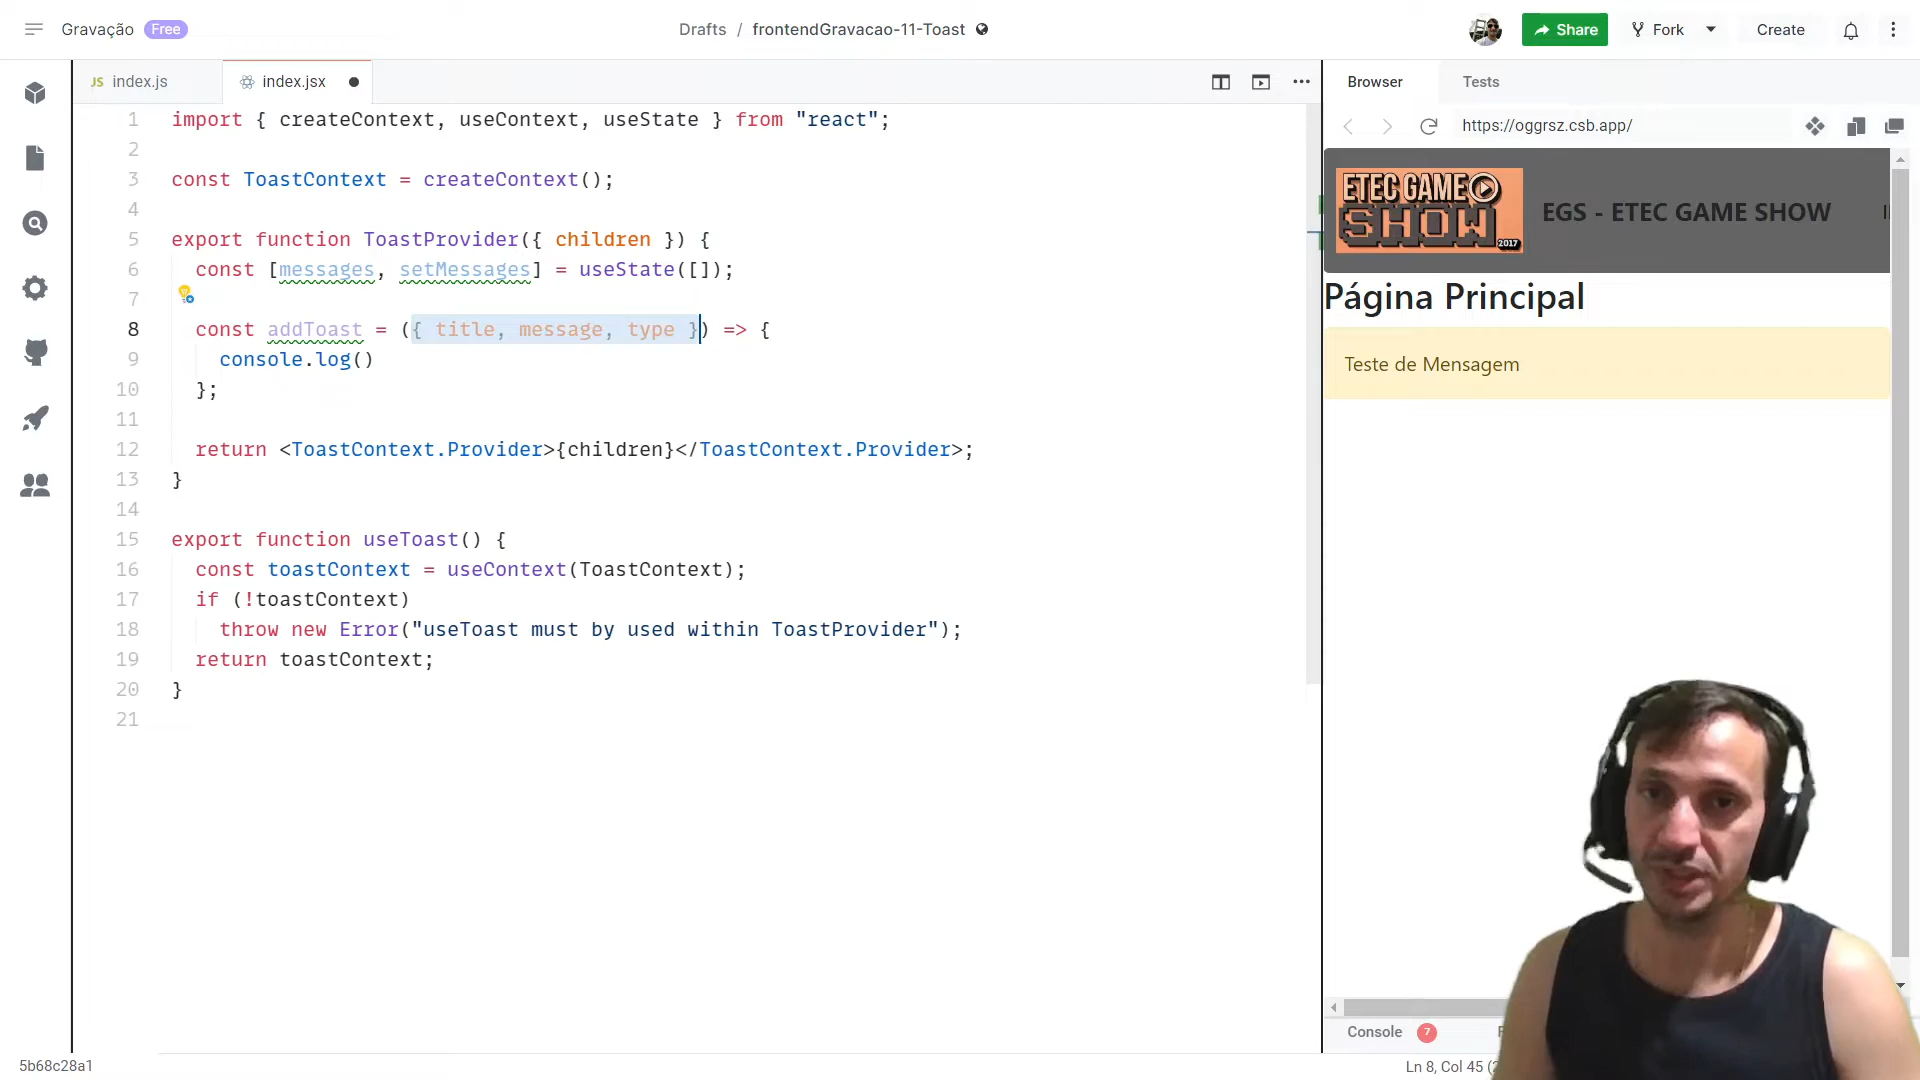 Gravação Free
Drafts / frontendGravacao-11-Toast
Share
Fork
Create
JS index.js
index.jsx
Browser
Tests
https://oggrsz.csb.app/
1 import { createContext, useContext, useState } from "react";
2
3 const ToastContext = createContext();
4
5 export function ToastProvider({ children }) {
6 const [messages, setMessages] = useState([]);
7
8 const addToast = ({ title, message, type }) => {
9 console.log()
10 };
11
12 return <ToastContext.Provider>{children}</ToastContext.Provider>;
13 }
14
15 export function useToast() {
16 const toastContext = useContext(ToastContext);
17 if (!toastContext)
18 throw new Error("useToast must by used within ToastProvider");
19 return toastContext;
20 }
21
ETEC GAME
SHOW
2017
EGS - ETEC GAME SHOW
Página Principal
Teste de Mensagem
Console 7
5b68c28a1
Ln 8, Col 45